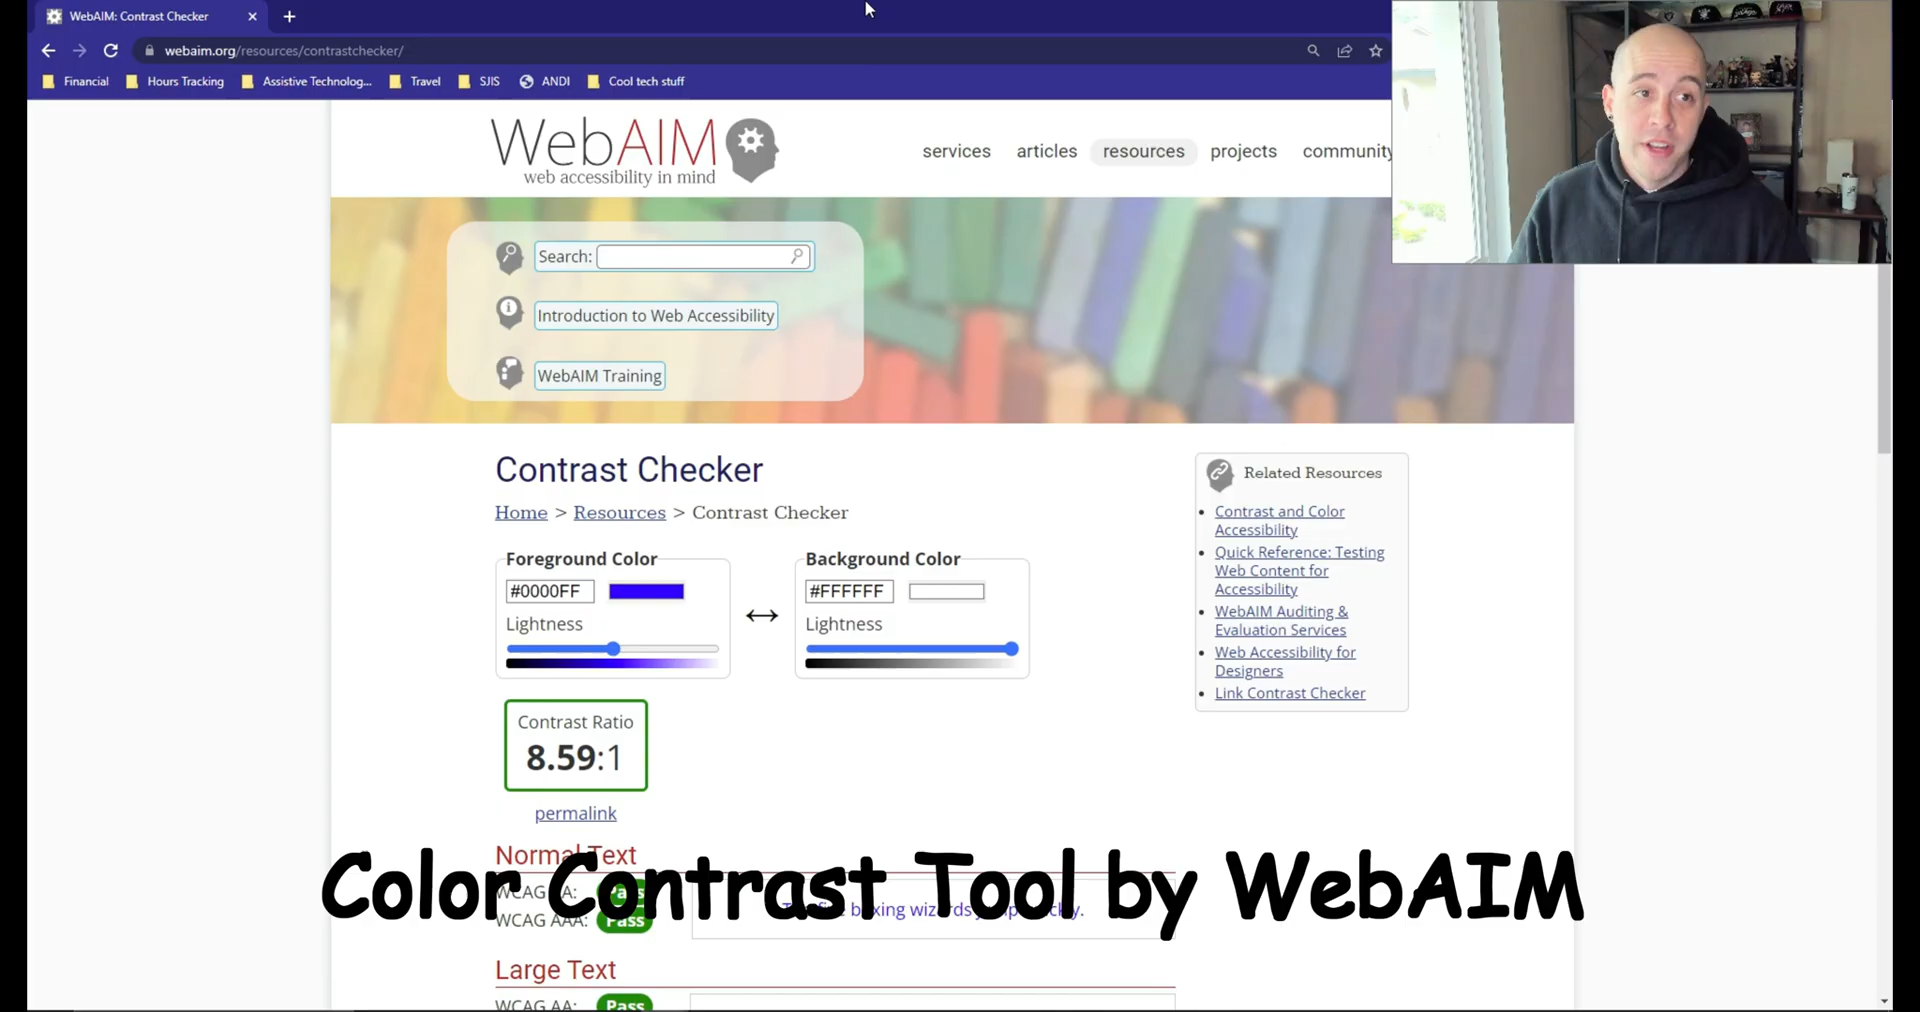 WebAIM: Contrast Checker
webaim.org/resources/contrastchecker/
Financial Hours Tracking Assistive Technolog... Travel SJIS ANDI Cool tech stuff
WebAIM
web accessibility in mind
services articles resources projects community
Search:
Introduction to Web Accessibility
WebAIM Training
Contrast Checker
Home > Resources > Contrast Checker
Foreground Color
#0000FF
Lightness
Background Color
#FFFFFF
Lightness
Contrast Ratio
8.59:1
permalink
Related Resources
Contrast and Color
Accessibility
Quick Reference: Testing
Web Content for
Accessibility
WebAIM Auditing &
Evaluation Services
Web Accessibility for
Designers
Link Contrast Checker
Normal Text
WCAG AA: Pass
WCAG AAA: Pass
Color Contrast Tool by WebAIM
Large Text
WCAG AA: Pass